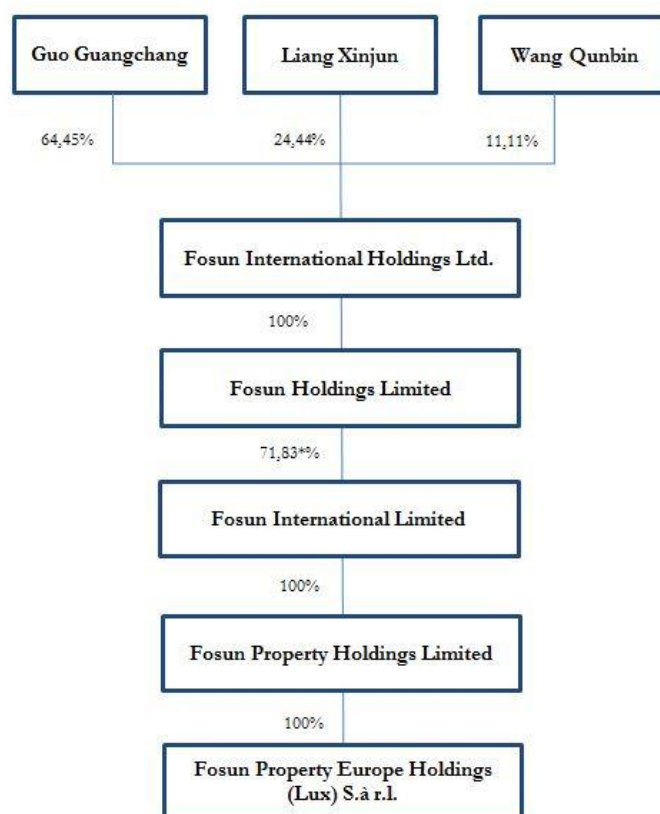 Guo Guangchang
Liang Xinjun
Wang Qunbin
64,45%
24,44%
11,11%
Fosun International Holdings Ltd.
100%
Fosun Holdings Limited
71,83*%
Fosun International Limited
100%
Fosun Property Holdings Limited
100%
Fosun Property Europe Holdings
(Lux) S.à r.l.